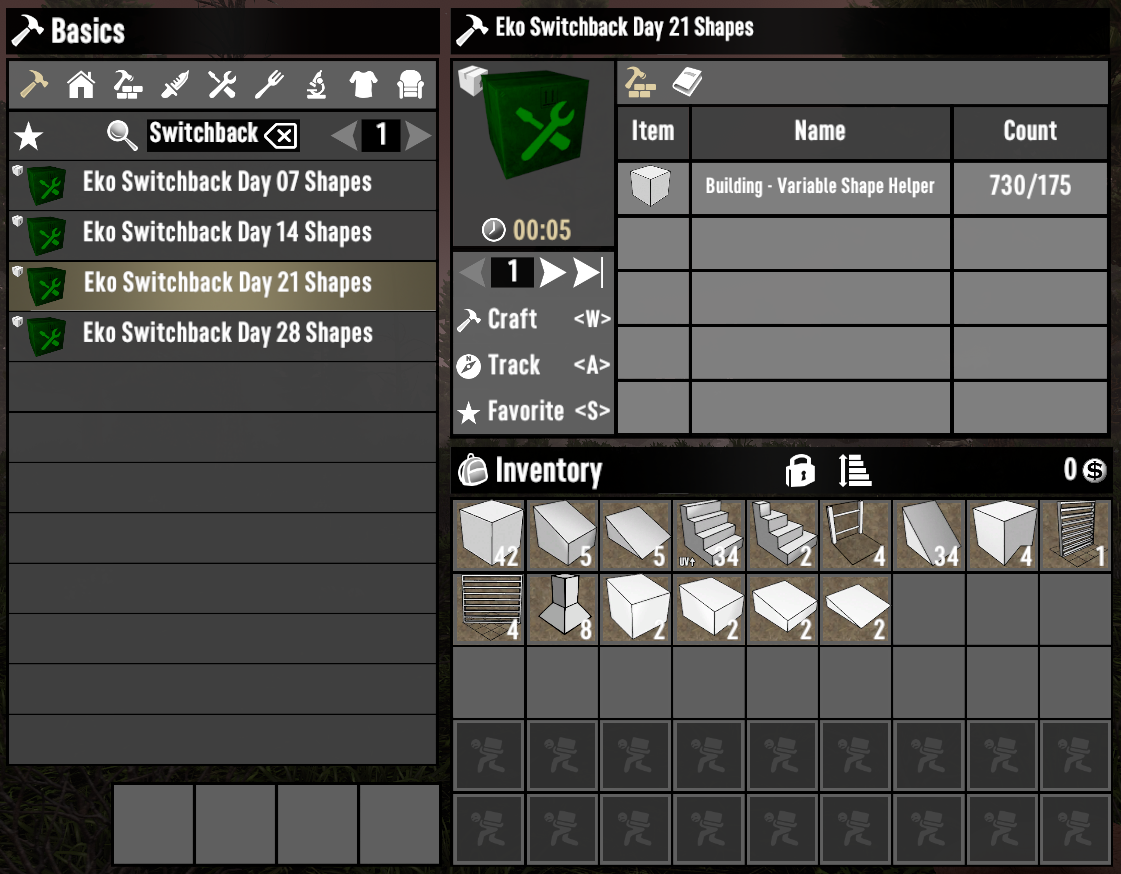 Basics
Switchback
1
Eko Switchback Day 07 Shapes
Eko Switchback Day 14 Shapes
Eko Switchback Day 21 Shapes
Eko Switchback Day 28 Shapes
Eko Switchback Day 21 Shapes
00:05
1
Craft <W>
Track <A>
Favorite <S>
Item Name Count
Building - Variable Shape Helper 730/175
Inventory 0
42 5 5 UV↑ 34 2 4 34 4 1
4 8 2 2 2 2